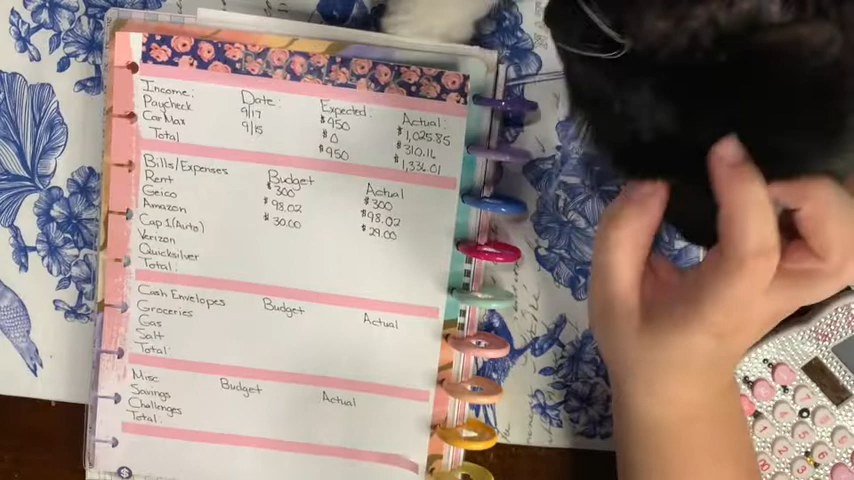 Income: Date: Expected: Actual:
Paycheck 9/17 $950 $1,025.85
CarMax 9/15 $0 $310.16
Total $950 $1,336.01
Bills/Expenses Budget Actual
Rent $300 $300
Geico $98.02 $98.02
Amazon $30.00 $29.00
Cap 1 (Auto)
Verizon
Quicksilver
Total:
Cash Envelopes Budget Actual
Groceries
Gas
Salt
Total:
Misc Budget Actual
Savings
Challenges
Total:
$